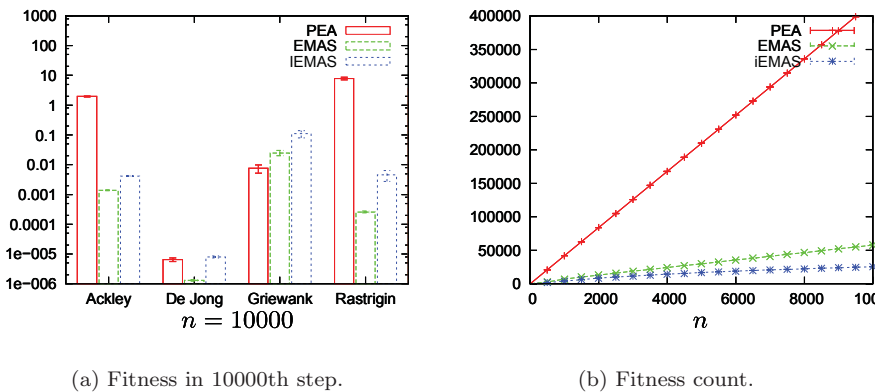 1000
100
10
1
0.1
0.01
0.001
0.0001
1e-005
1e-006
PEA
EMAS
IEMAS
Ackley De Jong Griewank Rastrigin
n = 10000
(a) Fitness in 10000th step.
400000
350000
300000
250000
200000
150000
100000
50000
0
PEA
EMAS
iEMAS
0 2000 4000 6000 8000 10000
n
(b) Fitness count.